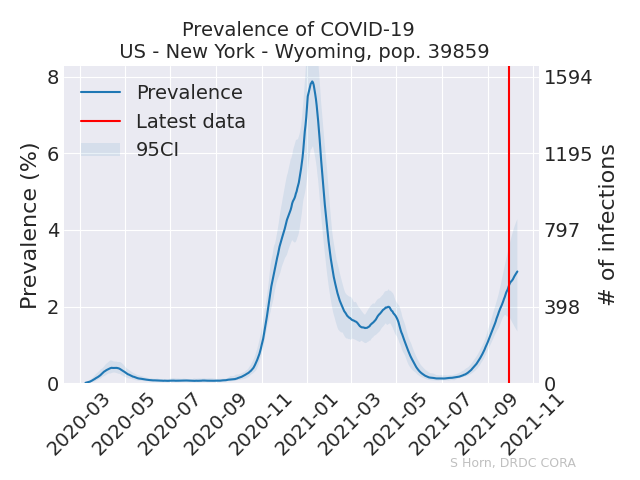 Prevalence of COVID-19
US - New York - Wyoming, pop. 39859
Prevalence
Latest data
95CI
Prevalence (%)
8
6
4
2
0
1594
1195
797
398
0
# of infections
2020-03
2020-05
2020-07
2020-09
2020-11
2021-01
2021-03
2021-05
2021-07
2021-09
2021-11
S Horn, DRDC CORA